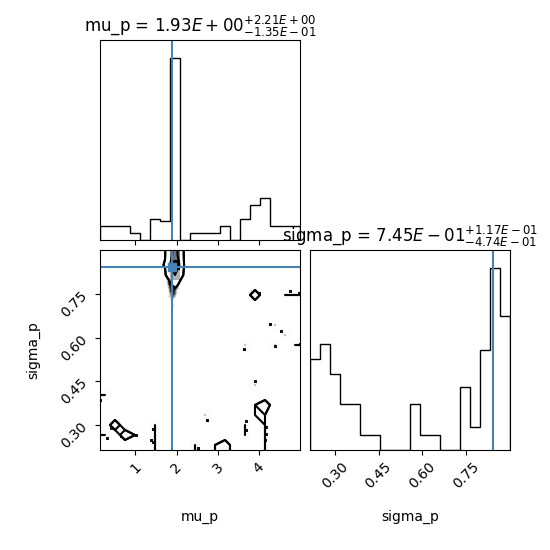 mu_p = 1.93E+00+2.21E+00−1.35E−01
sigma_p = 7.45E−01+1.17E−01−4.74E−01
sigma_p
0.75
0.60
0.45
0.30
1 2 3 4
0.30 0.45 0.60 0.75
mu_p sigma_p